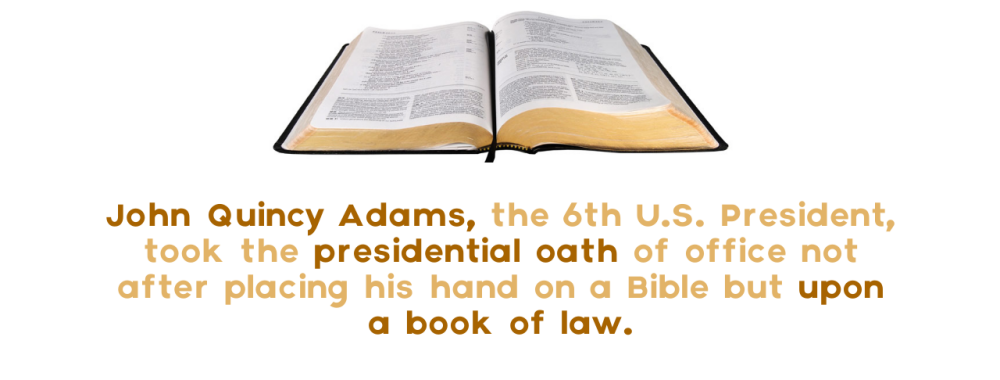 John Quincy Adams, the 6th U.S. President,
took the presidential oath of office not
after placing his hand on a Bible but upon
a book of law.